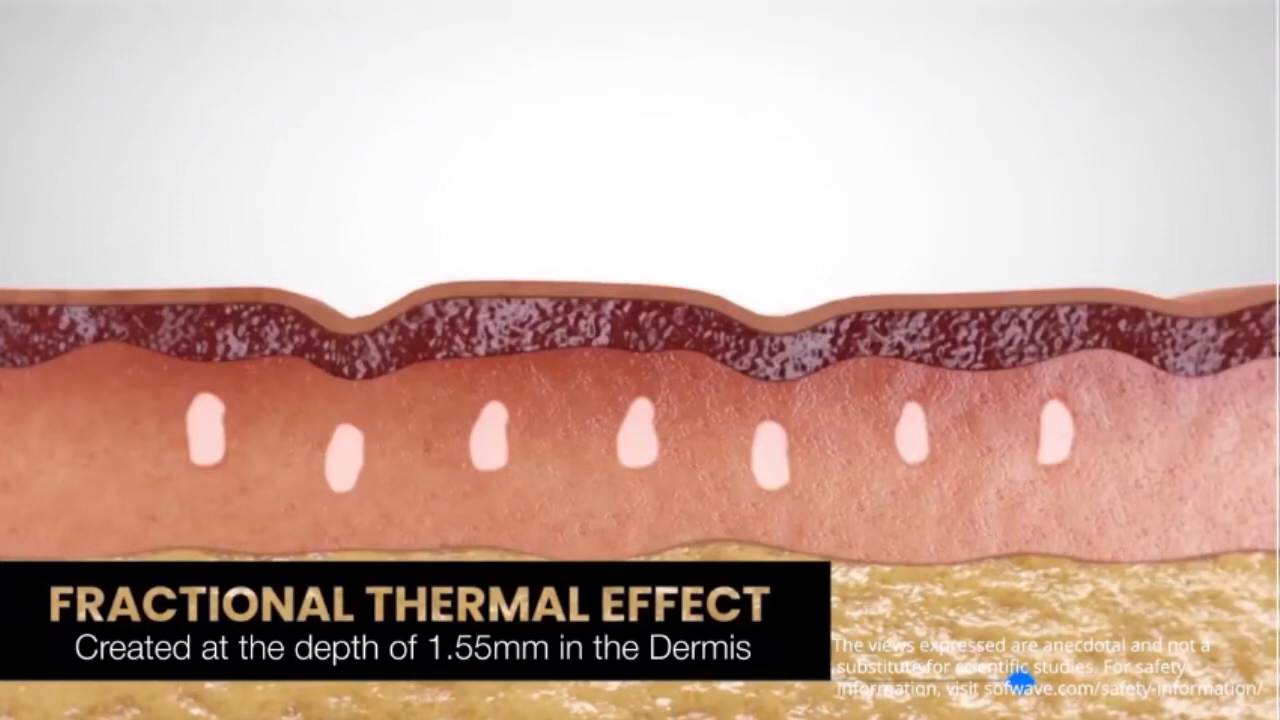 FRACTIONAL THERMAL EFFECT
Created at the depth of 1.55mm in the Dermis
The views expressed are anecdotal and not a
substitute for scientific studies. For safety
information, visit sofwave.com/safety-information/